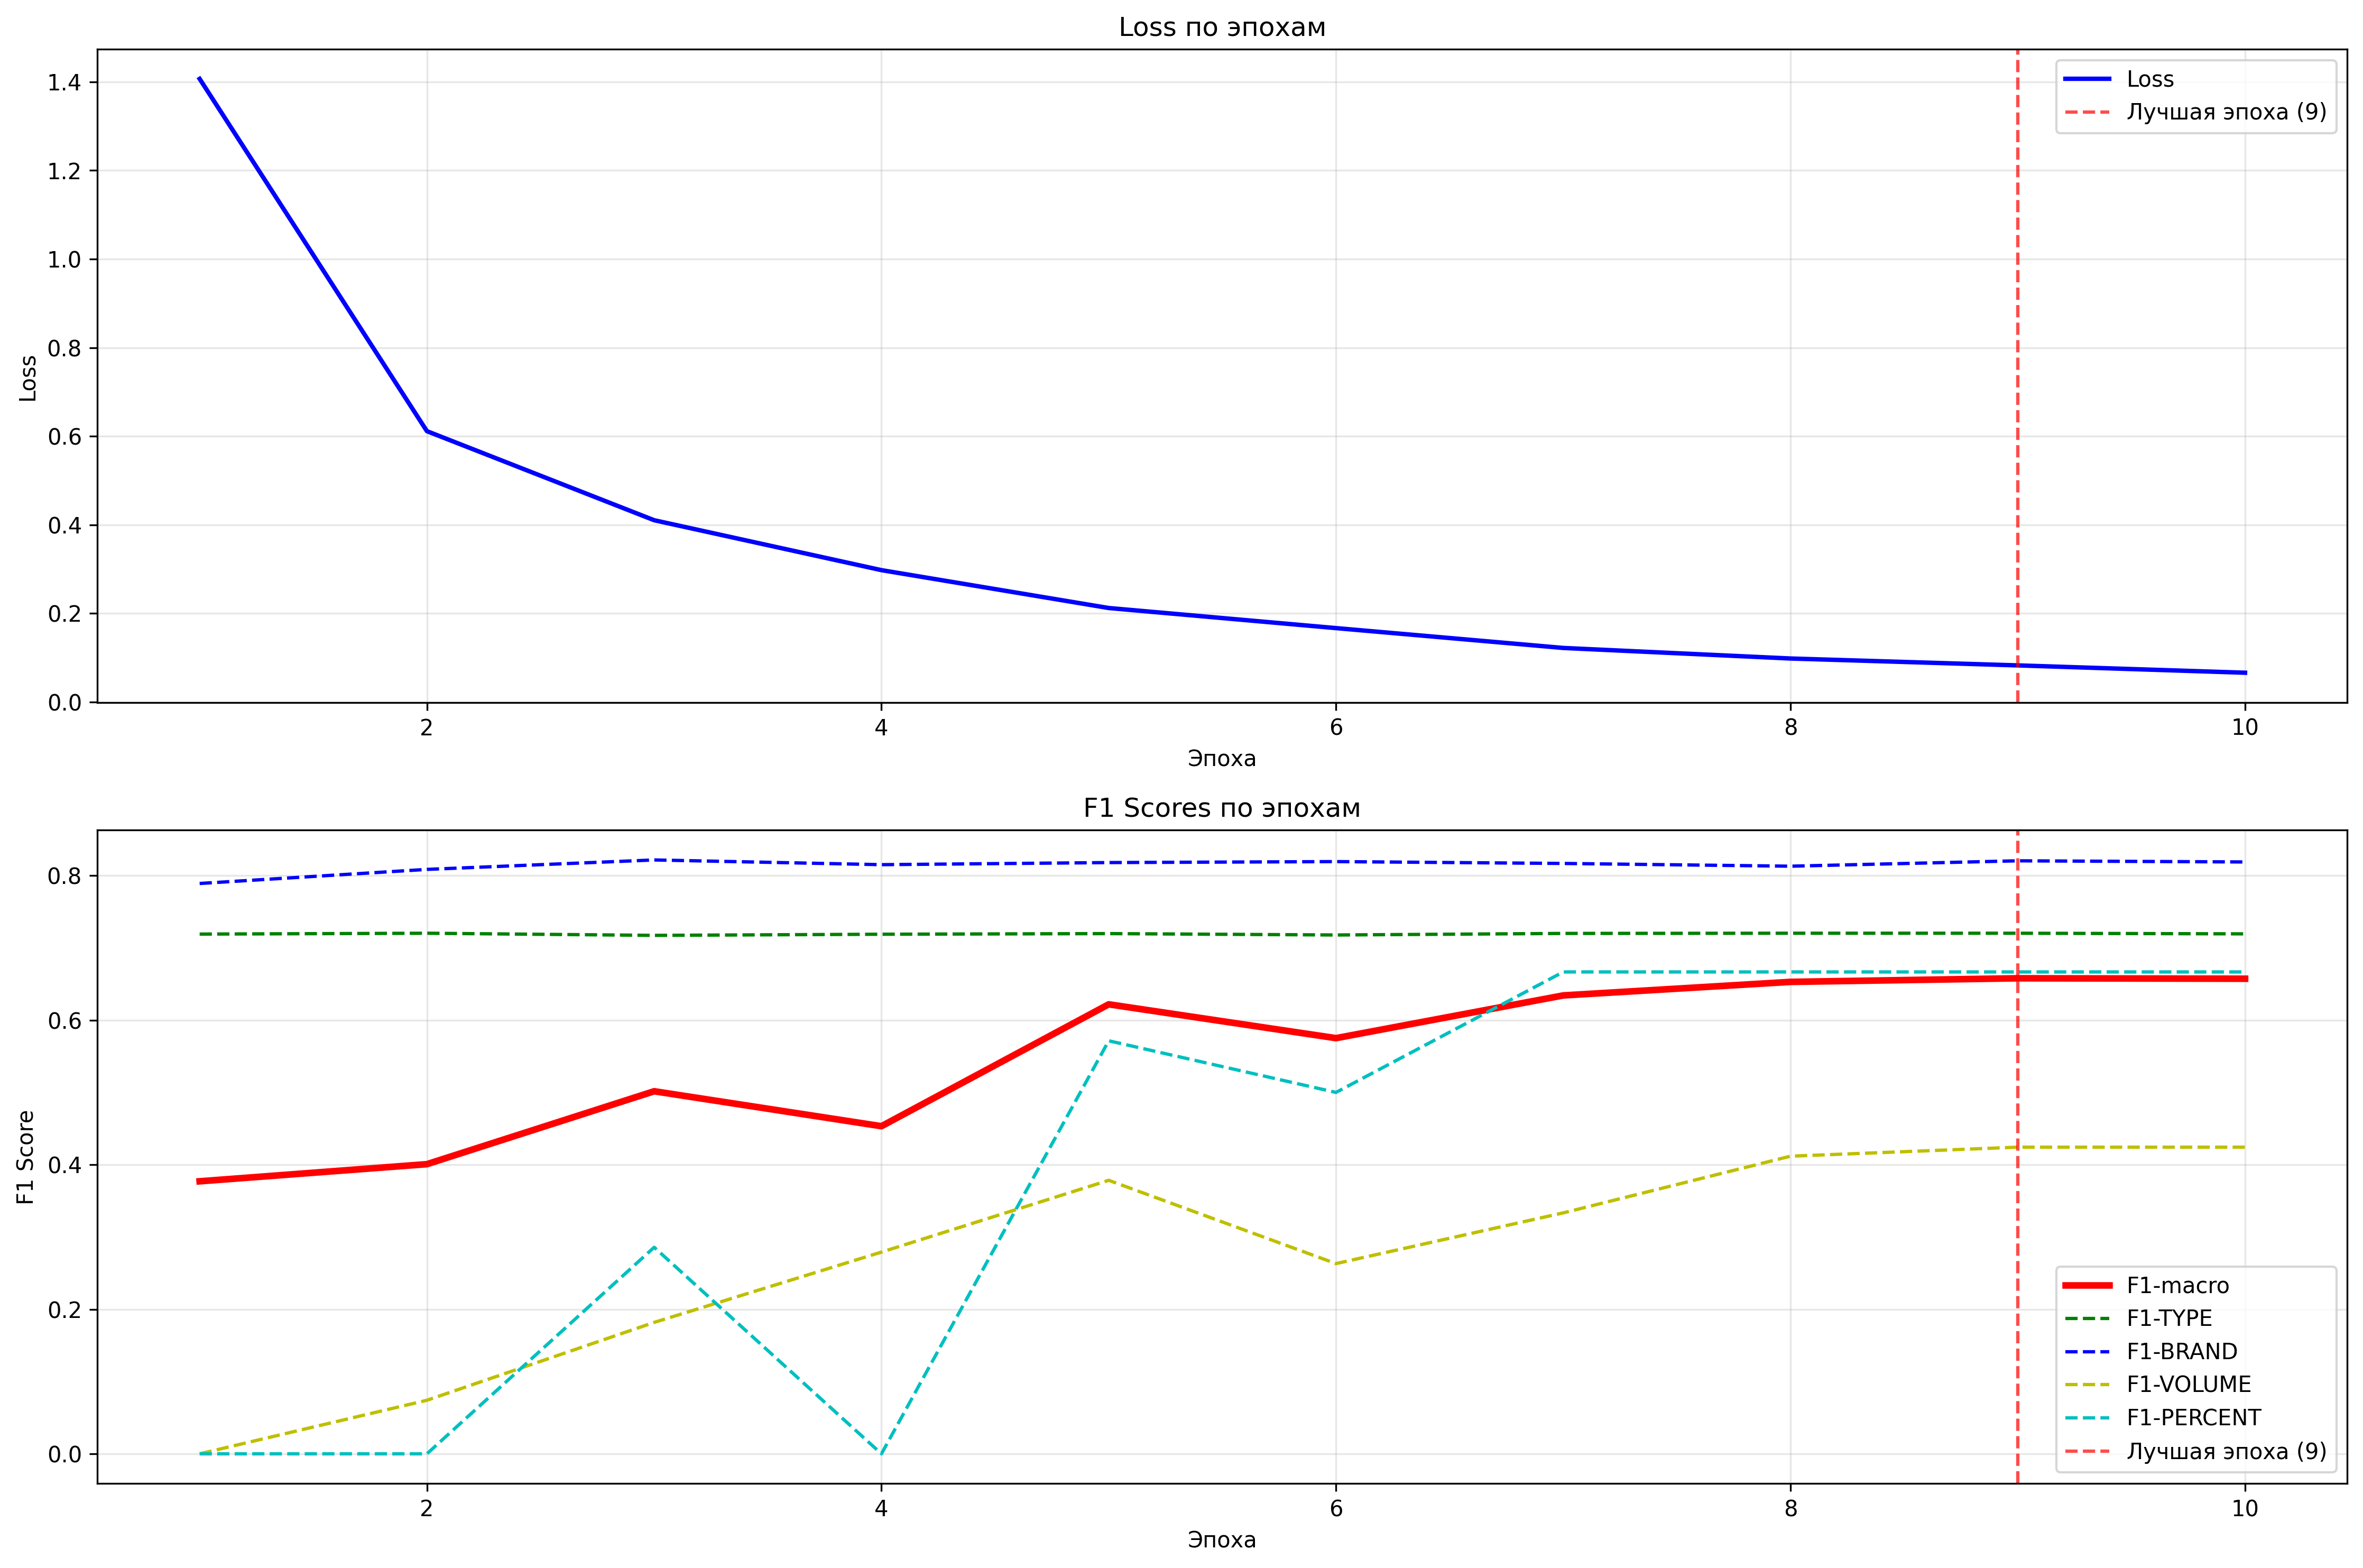 Loss по эпохам
Loss
Лучшая эпоха (9)
1.4
1.2
1.0
0.8
0.6
0.4
0.2
0.0
Loss
2 4 6 8 10
Эпоха
F1 Scores по эпохам
0.8
0.6
0.4
0.2
0.0
F1 Score
F1-macro
F1-TYPE
F1-BRAND
F1-VOLUME
F1-PERCENT
Лучшая эпоха (9)
2 4 6 8 10
Эпоха